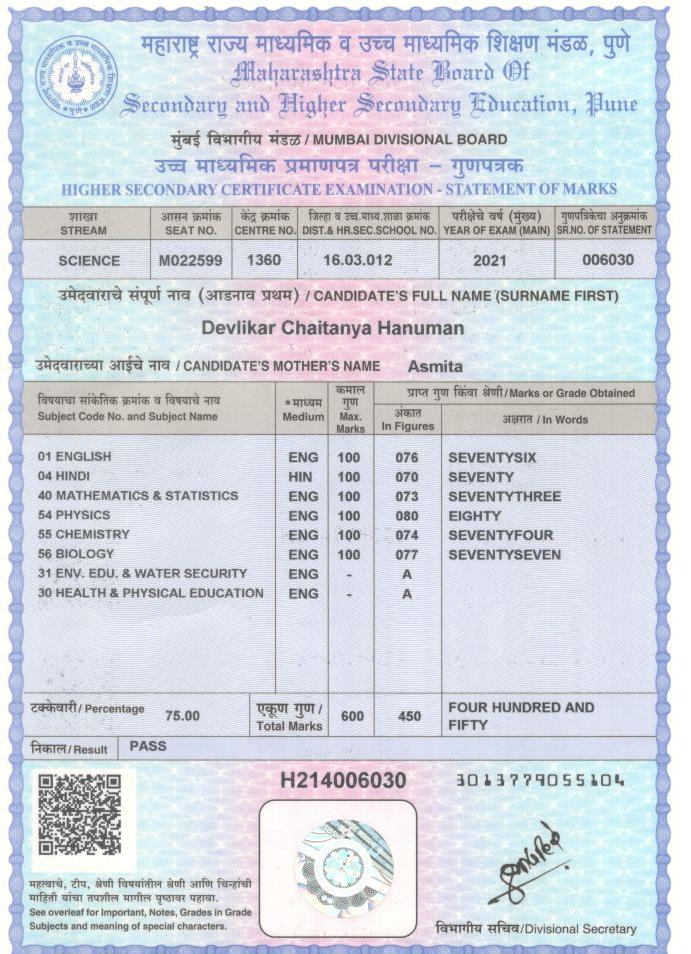 महाराष्ट्र राज्य माध्यमिक व उच्च माध्यमिक शिक्षण मंडळ, पुणे
Maharashtra State Board Of
Secondary and Higher Secondary Education, Pune
मुंबई विभागीय मंडळ / MUMBAI DIVISIONAL BOARD
उच्च माध्यमिक प्रमाणपत्र परीक्षा - गुणपत्रक
HIGHER SECONDARY CERTIFICATE EXAMINATION - STATEMENT OF MARKS
शाखा आसन क्रमांक केंद्र क्रमांक जिल्हा व उच्च.माध्य.शाळा क्रमांक परीक्षेचे वर्ष (मुख्य) गुणपत्रिकेचा अनुक्रमांक
STREAM SEAT NO. CENTRE NO. DIST.& HR.SEC.SCHOOL NO. YEAR OF EXAM (MAIN) SR.NO. OF STATEMENT
SCIENCE M022599 1360 16.03.012 2021 006030
उमेदवाराचे संपूर्ण नाव (आडनाव प्रथम) / CANDIDATE'S FULL NAME (SURNAME FIRST)
Devlikar Chaitanya Hanuman
उमेदवाराच्या आईचे नाव / CANDIDATE'S MOTHER'S NAME Asmita
विषयाचा सांकेतिक क्रमांक व विषयाचे नाव *माध्यम कमाल गुण प्राप्त गुण किंवा श्रेणी/Marks or Grade Obtained
Subject Code No. and Subject Name Medium Max. Marks अंकात In Figures अक्षरात / In Words
01 ENGLISH ENG 100 076 SEVENTYSIX
04 HINDI HIN 100 070 SEVENTY
40 MATHEMATICS & STATISTICS ENG 100 073 SEVENTYTHREE
54 PHYSICS ENG 100 080 EIGHTY
55 CHEMISTRY ENG 100 074 SEVENTYFOUR
56 BIOLOGY ENG 100 077 SEVENTYSEVEN
31 ENV. EDU. & WATER SECURITY ENG - A
30 HEALTH & PHYSICAL EDUCATION ENG - A
टक्केवारी / Percentage 75.00 एकूण गुण / Total Marks 600 450 FOUR HUNDRED AND
FIFTY
निकाल/Result PASS
H214006030 3013779055104
महत्वाचे, टीप, श्रेणी विषयांतील श्रेणी आणि चिन्हांची
माहिती यांचा तपशील मागील पृष्ठावर पहावा.
See overleaf for Important, Notes, Grades in Grade
Subjects and meaning of special characters.
विभागीय सचिव/Divisional Secretary